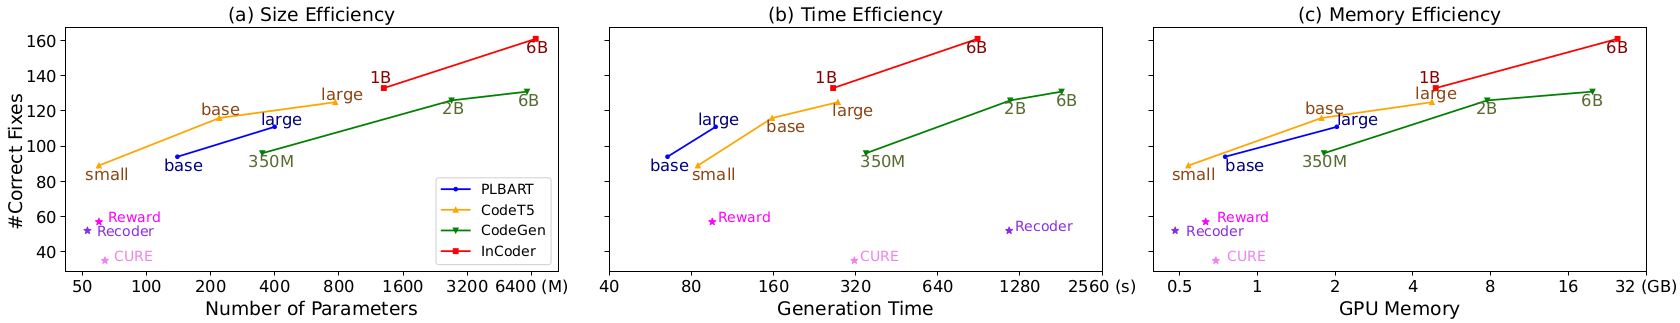 (a) Size Efficiency
#Correct Fixes
160
140
120
100
80
60
40
small
base
large
base
large
350M
2B
6B
1B
6B
Reward
Recoder
CURE
PLBART
CodeT5
CodeGen
InCoder
50 100 200 400 800 1600 3200 6400 (M)
Number of Parameters
(b) Time Efficiency
base
large
small
base
large
350M
2B
6B
1B
6B
Reward
Recoder
CURE
40 80 160 320 640 1280 2560 (s)
Generation Time
(c) Memory Efficiency
small
base
large
base
large
350M
2B
6B
1B
6B
Reward
Recoder
CURE
0.5 1 2 4 8 16 32 (GB)
GPU Memory